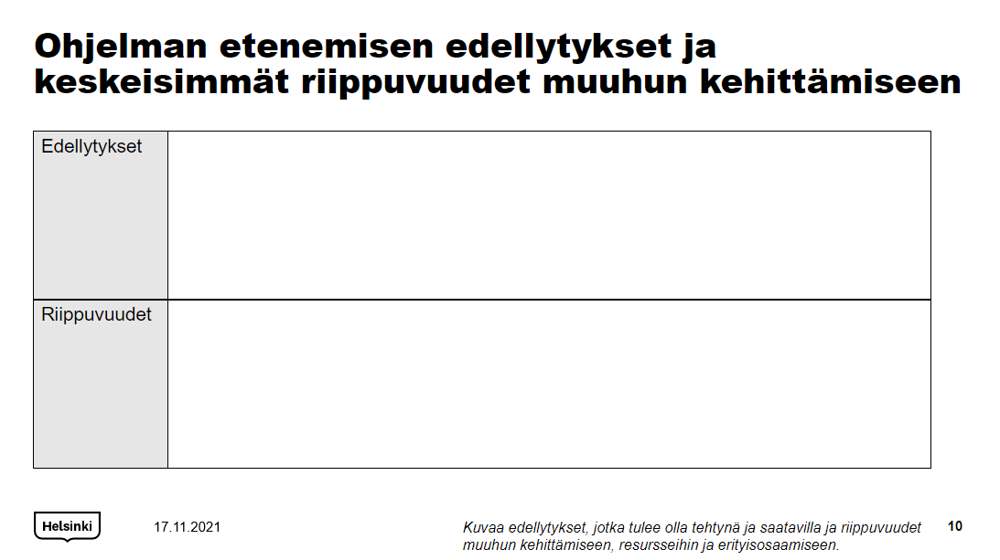 Ohjelman etenemisen edellytykset ja
keskeisimmät riippuvuudet muuhun kehittämiseen
Edellytykset
Riippuvuudet
Helsinki
17.11.2021
Kuvaa edellytykset, jotka tulee olla tehtynä ja saatavilla ja riippuvuudet
muuhun kehittämiseen, resursseihin ja erityisosaamiseen.
10